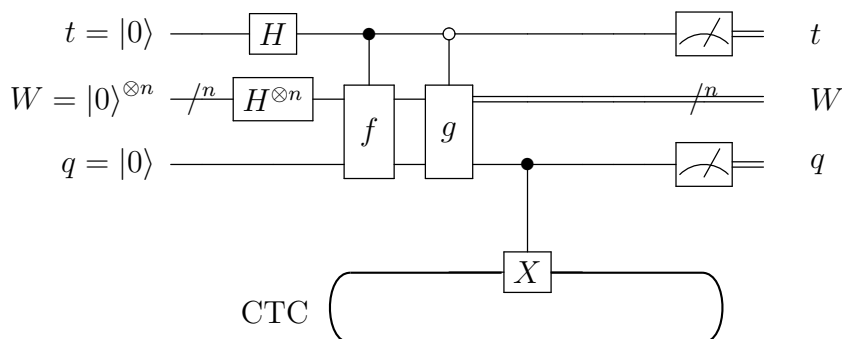 t = |0⟩ H t
W = |0⟩^{⊗n} n H^{⊗n} f g n W
q = |0⟩ q
X
CTC